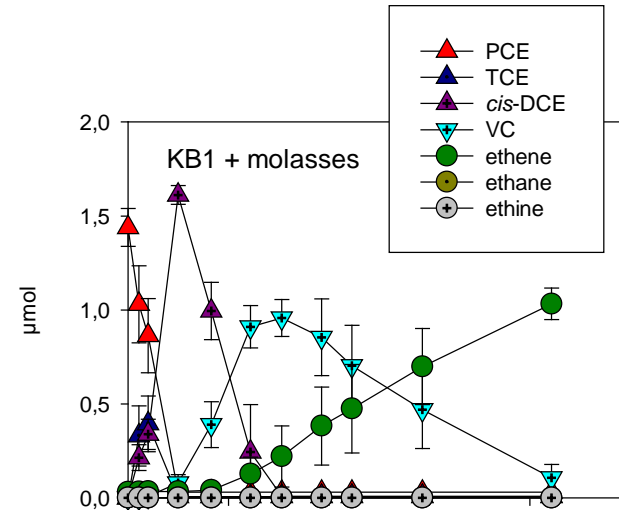 PCE
TCE
cis-DCE
VC
ethene
ethane
ethine
KB1 + molasses
2,0
1,5
1,0
0,5
0,0
µmol